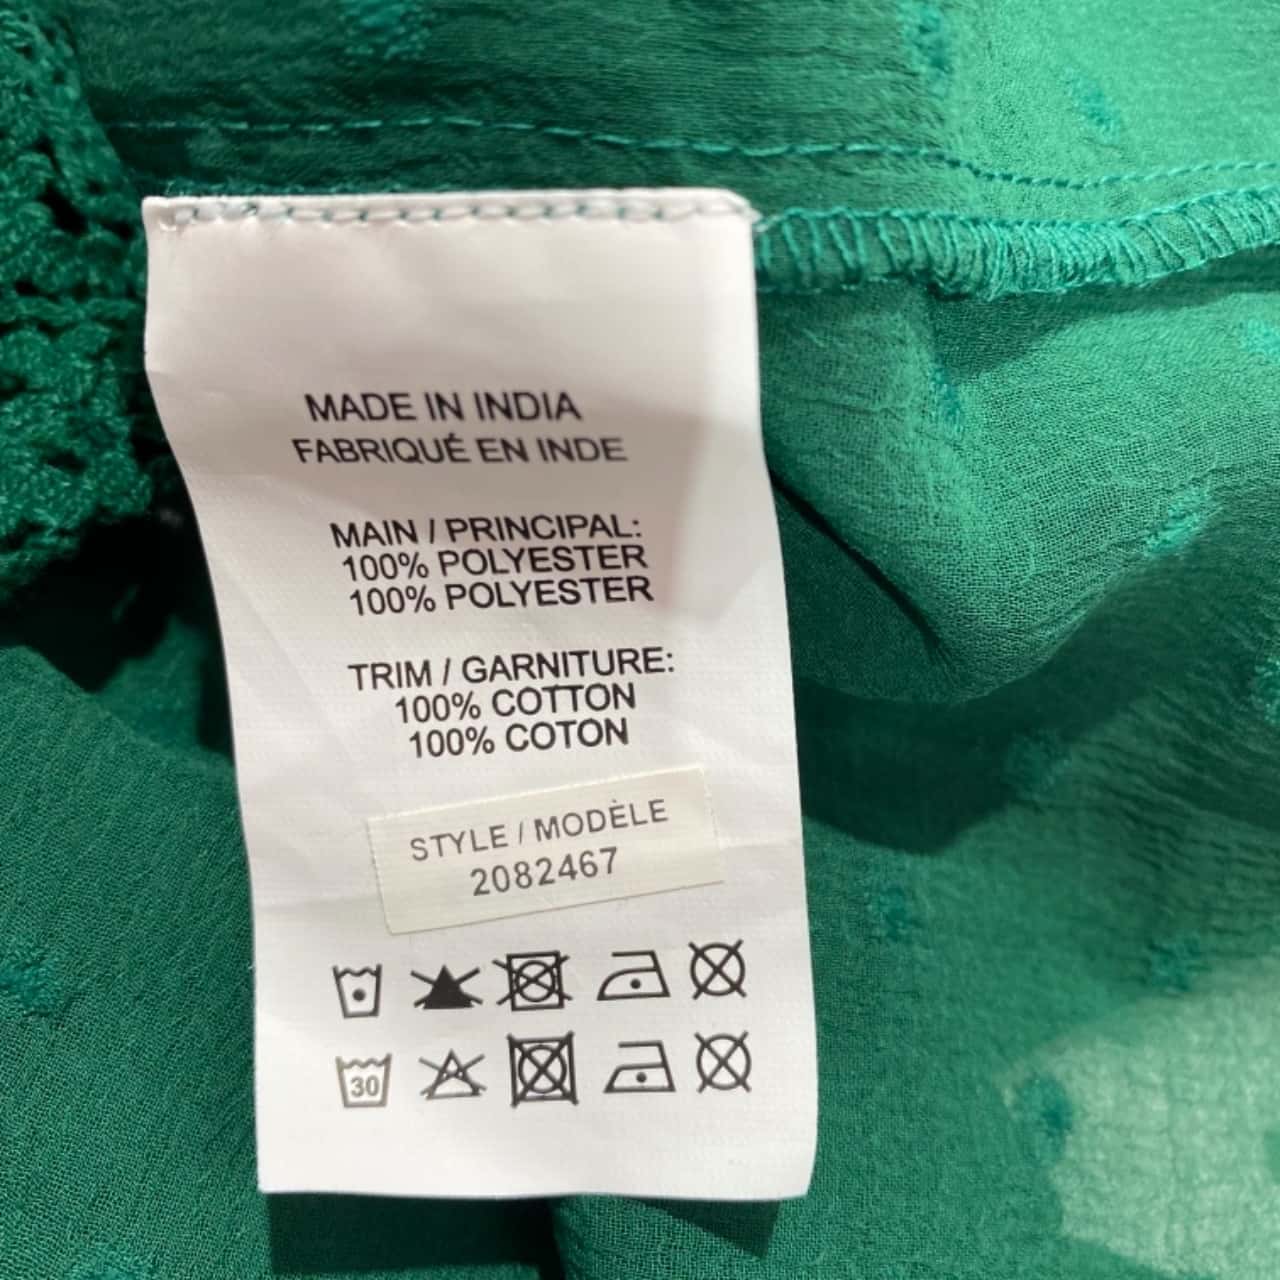 MADE IN INDIA
FABRIQUÉ EN INDE
MAIN / PRINCIPAL:
100% POLYESTER
100% POLYESTER
TRIM / GARNITURE:
100% COTTON
100% COTON
STYLE / MODÈLE
2082467
30